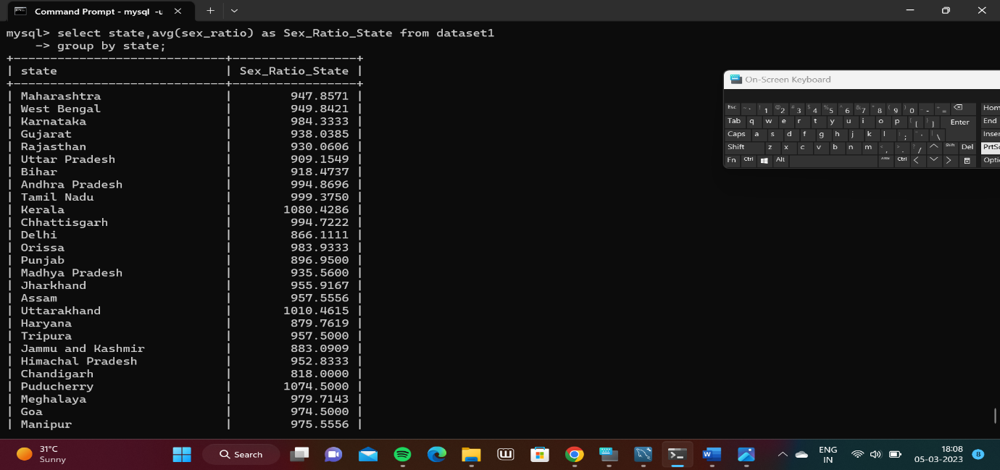 Command Prompt - mysql -u
mysql> select state,avg(sex_ratio) as Sex_Ratio_State from dataset1
-> group by state;
+-----------------------------+-----------------+
| state | Sex_Ratio_State |
+-----------------------------+-----------------+
| Maharashtra | 947.8571 |
| West Bengal | 949.8421 |
| Karnataka | 984.3333 |
| Gujarat | 938.0385 |
| Rajasthan | 930.0606 |
| Uttar Pradesh | 909.1549 |
| Bihar | 918.4737 |
| Andhra Pradesh | 994.8696 |
| Tamil Nadu | 999.3750 |
| Kerala | 1080.4286 |
| Chhattisgarh | 994.7222 |
| Delhi | 866.1111 |
| Orissa | 983.9333 |
| Punjab | 896.9500 |
| Madhya Pradesh | 935.5600 |
| Jharkhand | 955.9167 |
| Assam | 957.5556 |
| Uttarakhand | 1010.4615 |
| Haryana | 879.7619 |
| Tripura | 957.5000 |
| Jammu and Kashmir | 883.0909 |
| Himachal Pradesh | 952.8333 |
| Chandigarh | 818.0000 |
| Puducherry | 1074.5000 |
| Meghalaya | 979.7143 |
| Goa | 974.5000 |
| Manipur | 975.5556 |
On-Screen Keyboard
Esc 1 2 3 4 5 6 7 8 9 0 - = Hom
Tab q w e r t y u i o p [ ] Enter End
Caps a s d f g h j k l ; ' \ Inser
Shift z x c v b n m , . / Shift Del PrtSc
Fn Ctrl Alt Ctrl Optio
31°C
Sunny
Search
ENG
IN
18:08
05-03-2023
8